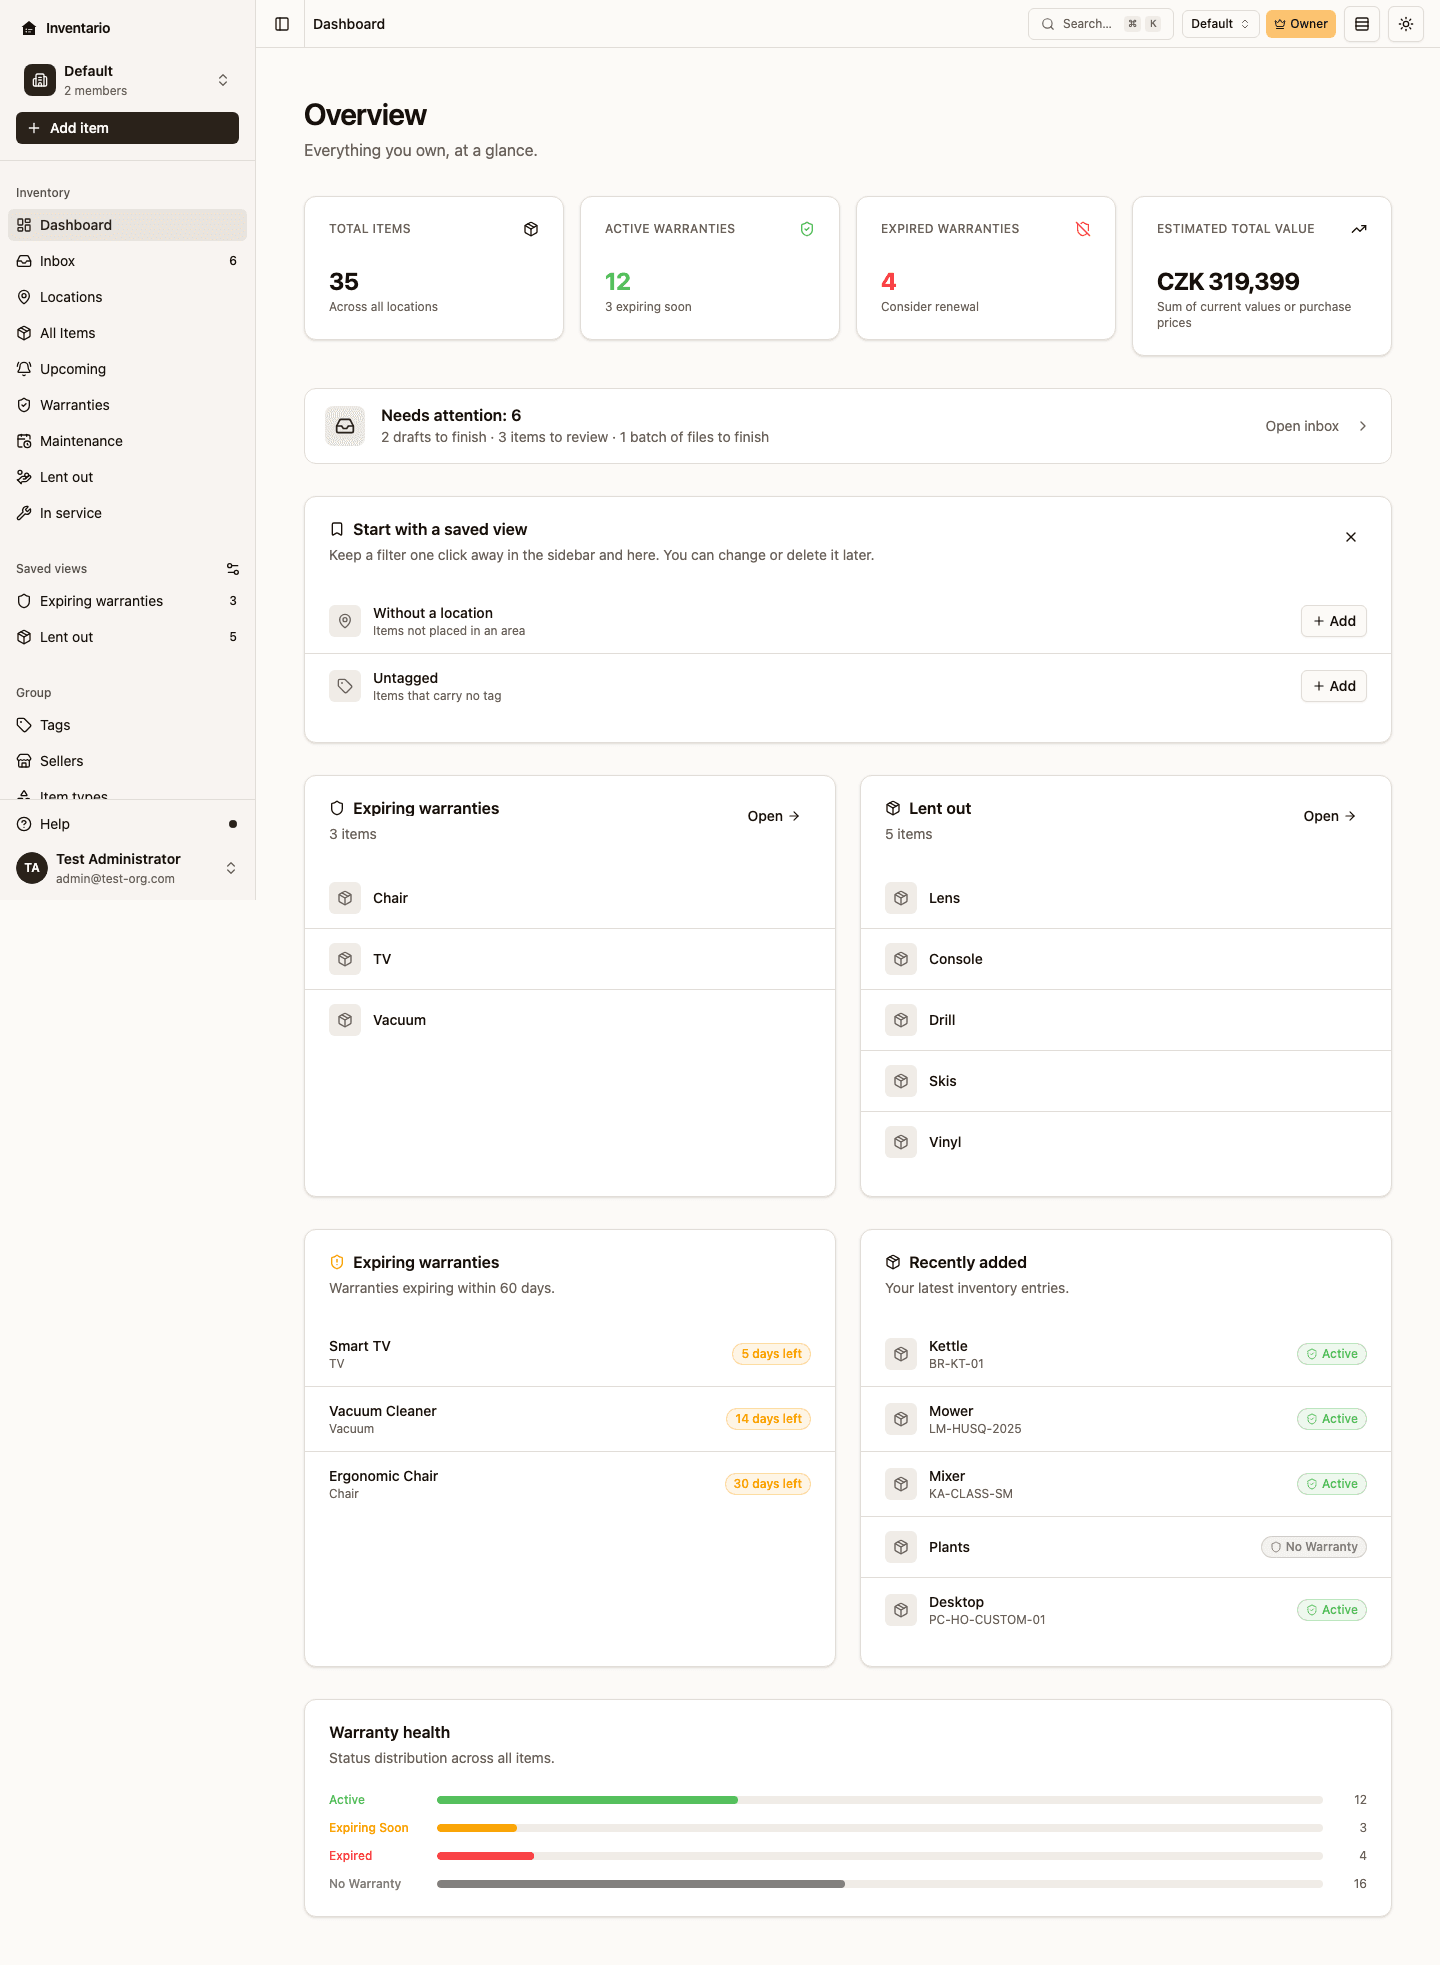 Inventario
Default
2 members
Add item
Inventory
Dashboard
Inbox 6
Locations
All Items
Upcoming
Warranties
Maintenance
Lent out
In service
Saved views
Expiring warranties 3
Lent out 5
Group
Tags
Sellers
Item types
Help
TA
Test Administrator
admin@test-org.com
Dashboard
Search... ⌘ K
Default
Owner
Overview
Everything you own, at a glance.
TOTAL ITEMS
35
Across all locations
ACTIVE WARRANTIES
12
3 expiring soon
EXPIRED WARRANTIES
4
Consider renewal
ESTIMATED TOTAL VALUE
CZK 319,399
Sum of current values or purchase
prices
Needs attention: 6
2 drafts to finish · 3 items to review · 1 batch of files to finish
Open inbox
Start with a saved view
Keep a filter one click away in the sidebar and here. You can change or delete it later.
Without a location
Items not placed in an area
Add
Untagged
Items that carry no tag
Add
Expiring warranties
3 items
Open
Chair
TV
Vacuum
Lent out
5 items
Open
Lens
Console
Drill
Skis
Vinyl
Expiring warranties
Warranties expiring within 60 days.
Smart TV
TV
5 days left
Vacuum Cleaner
Vacuum
14 days left
Ergonomic Chair
Chair
30 days left
Recently added
Your latest inventory entries.
Kettle
BR-KT-01
Active
Mower
LM-HUSQ-2025
Active
Mixer
KA-CLASS-SM
Active
Plants
No Warranty
Desktop
PC-HO-CUSTOM-01
Active
Warranty health
Status distribution across all items.
Active 12
Expiring Soon 3
Expired 4
No Warranty 16